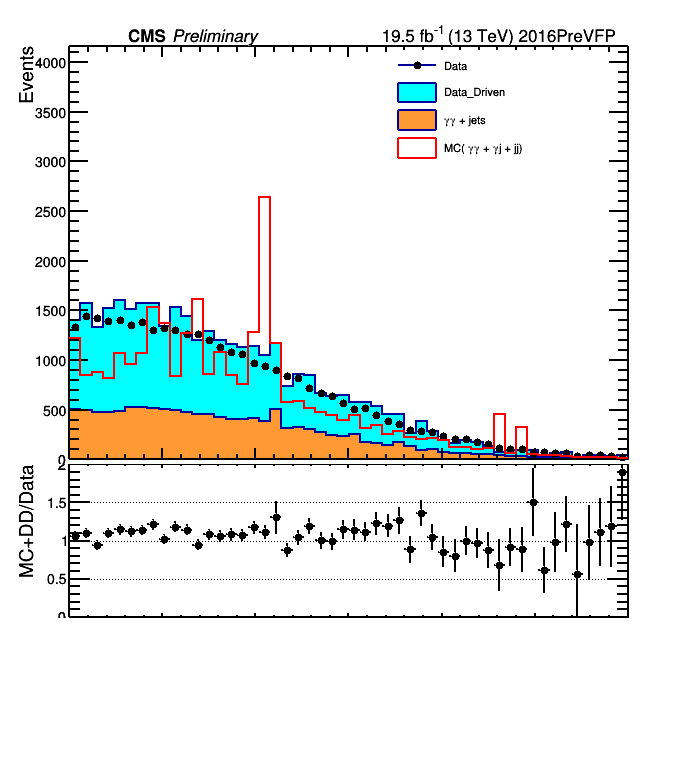 CMS Preliminary 19.5 fb⁻¹ (13 TeV) 2016PreVFP
Events
4000
3500
3000
2500
2000
1500
1000
500
0
Data
Data_Driven
γγ + jets
MC( γγ + γj + jj)
MC+DD/Data
2
1.5
1
0.5
0